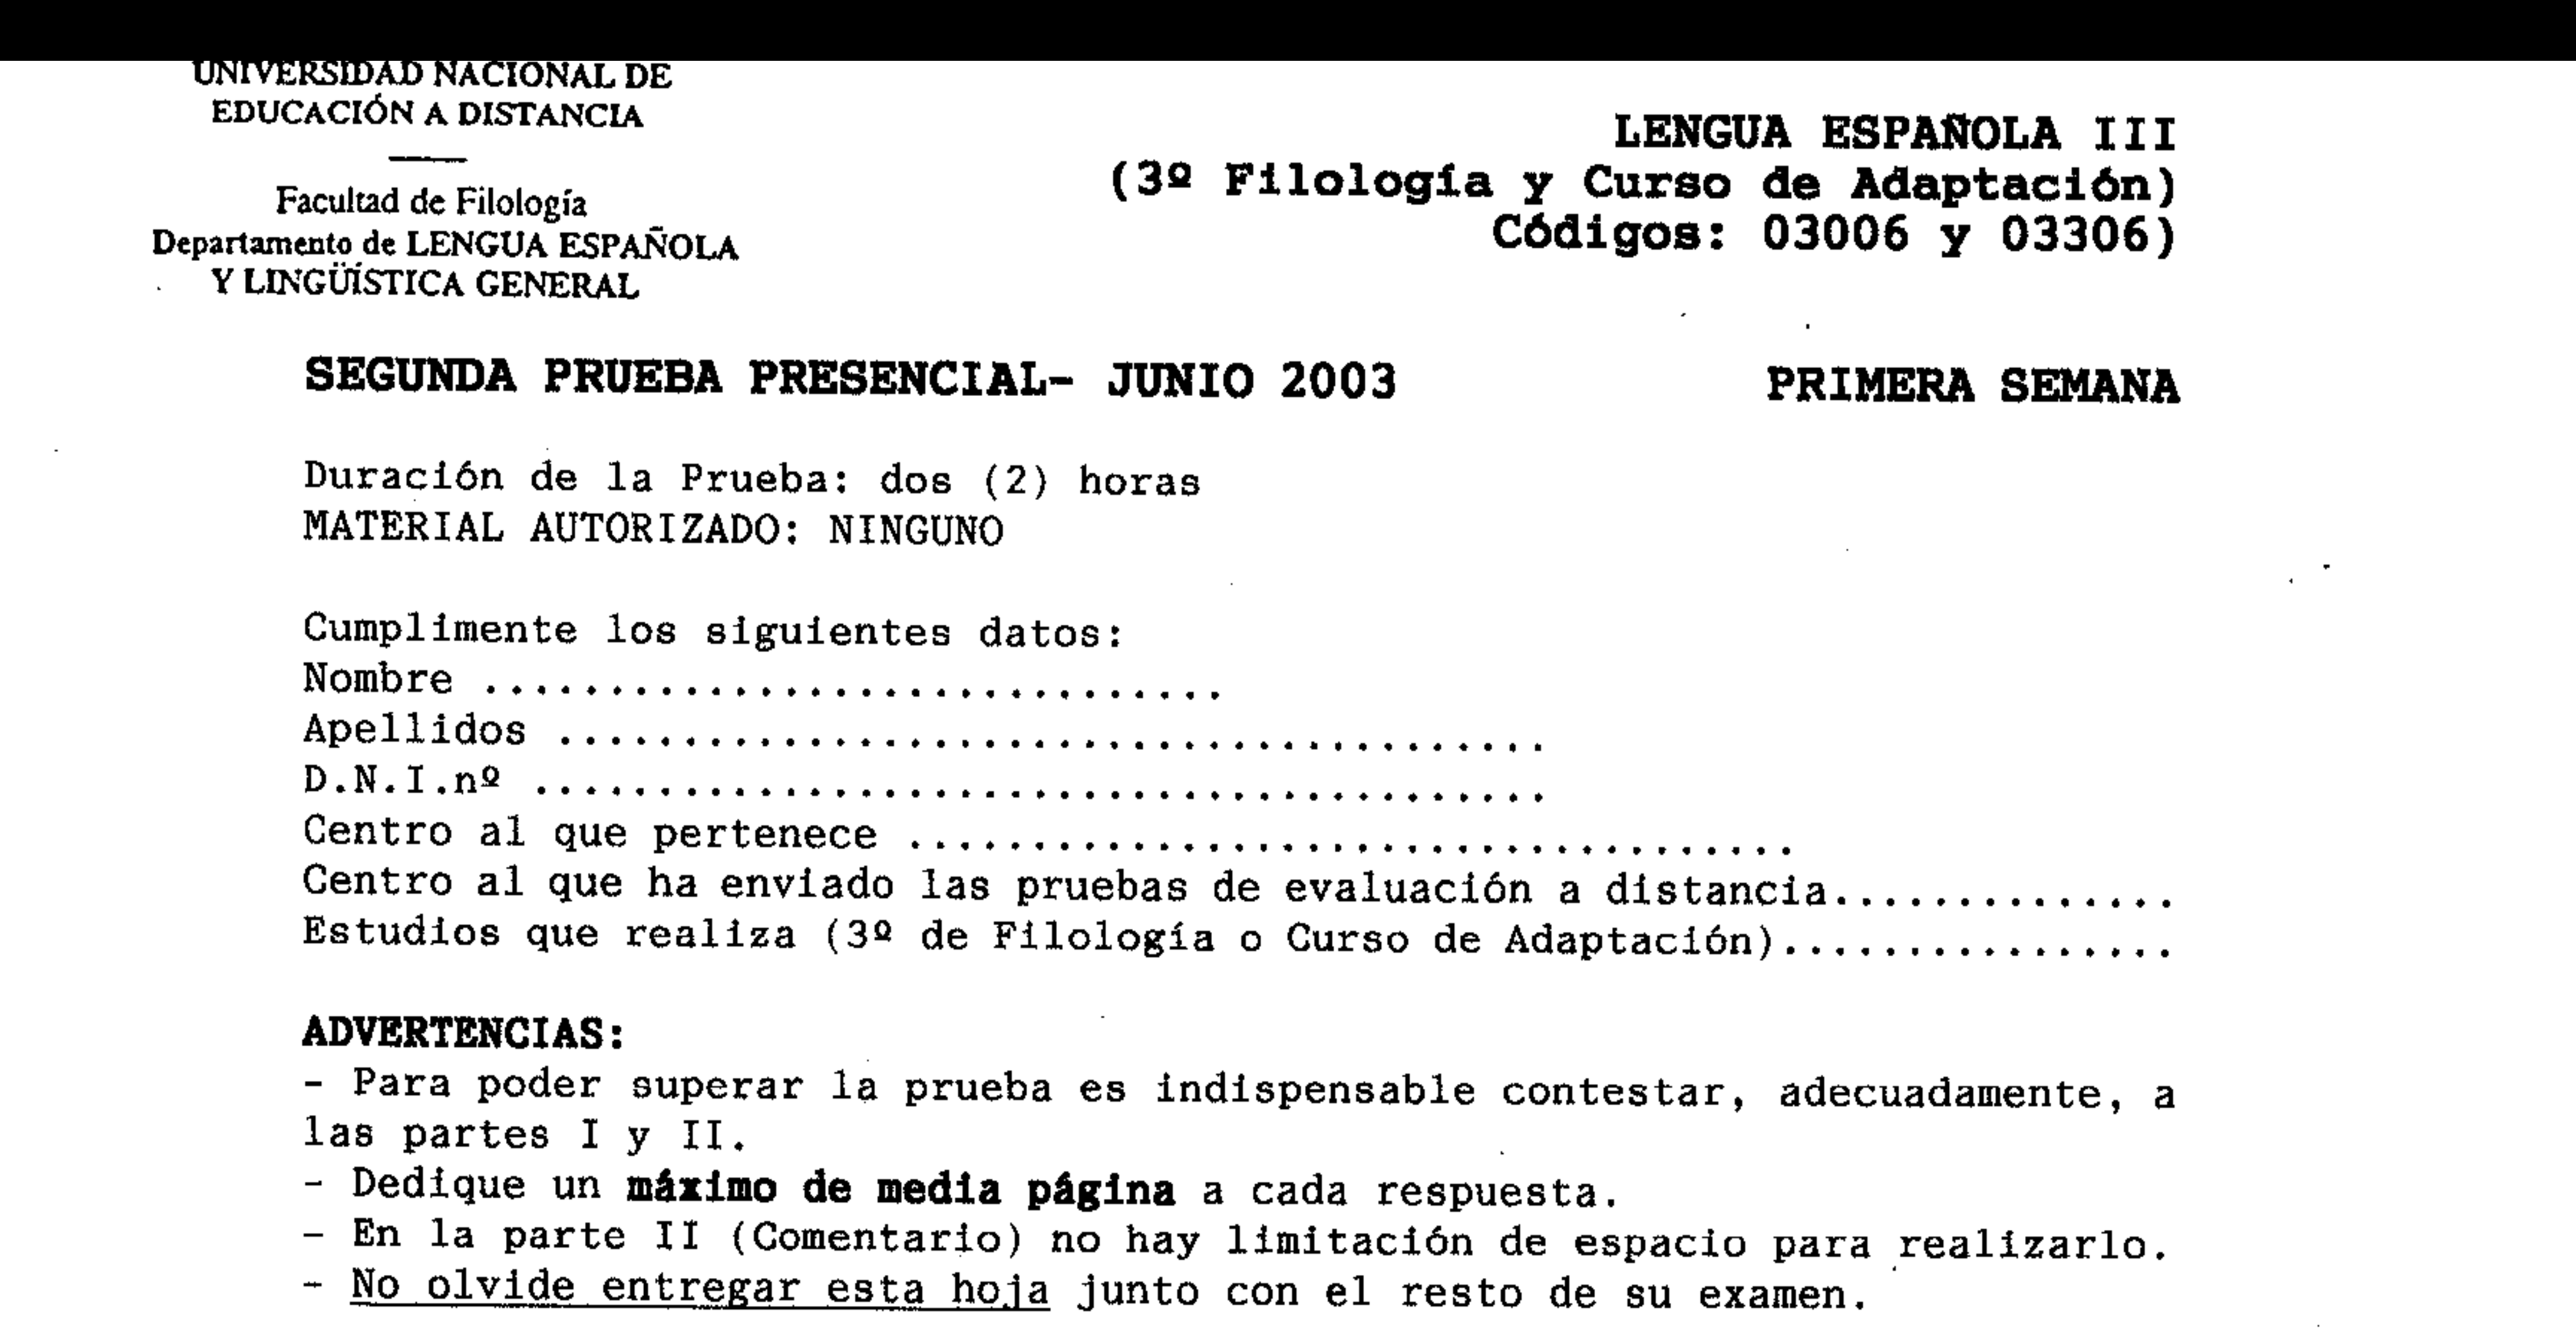 UNIVERSIDAD NACIONAL DE
EDUCACIÓN A DISTANCIA
Facultad de Filología
Departamento de LENGUA ESPAÑOLA
Y LINGÜÍSTICA GENERAL
LENGUA ESPAÑOLA III
(3º Filología y Curso de Adaptación)
Códigos: 03006 y 03306)
SEGUNDA PRUEBA PRESENCIAL- JUNIO 2003 PRIMERA SEMANA
Duración de la Prueba: dos (2) horas
MATERIAL AUTORIZADO: NINGUNO
Cumplimente los siguientes datos:
Nombre ..............................
Apellidos ........................................
D.N.I.nº .........................................
Centro al que pertenece ....................................
Centro al que ha enviado las pruebas de evaluación a distancia..............
Estudios que realiza (3º de Filología o Curso de Adaptación)................
ADVERTENCIAS:
- Para poder superar la prueba es indispensable contestar, adecuadamente, a
las partes I y II.
- Dedique un máximo de media página a cada respuesta.
- En la parte II (Comentario) no hay limitación de espacio para realizarlo.
- No olvide entregar esta hoja junto con el resto de su examen.